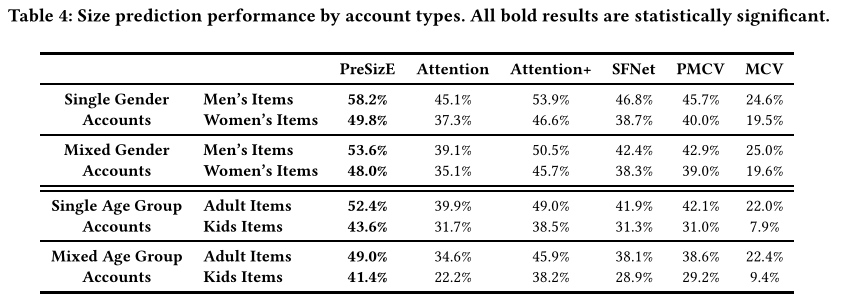 Table 4: Size prediction performance by account types. All bold results are statistically significant.
PreSizE Attention Attention+ SFNet PMCV MCV
Single Gender Men's Items 58.2% 45.1% 53.9% 46.8% 45.7% 24.6%
Accounts Women's Items 49.8% 37.3% 46.6% 38.7% 40.0% 19.5%
Mixed Gender Men's Items 53.6% 39.1% 50.5% 42.4% 42.9% 25.0%
Accounts Women's Items 48.0% 35.1% 45.7% 38.3% 39.0% 19.6%
Single Age Group Adult Items 52.4% 39.9% 49.0% 41.9% 42.1% 22.0%
Accounts Kids Items 43.6% 31.7% 38.5% 31.3% 31.0% 7.9%
Mixed Age Group Adult Items 49.0% 34.6% 45.9% 38.1% 38.6% 22.4%
Accounts Kids Items 41.4% 22.2% 38.2% 28.9% 29.2% 9.4%